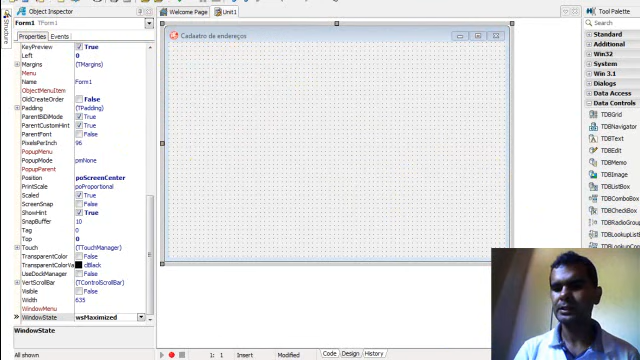 Object Inspector
Welcome Page
Unit1
Tool Palette
Form1 TForm1
Search
Properties
Events
Structure
KeyPreview True
Left 0
Margins (TMargins)
Menu
Name Form1
ObjectMenuItem
OldCreateOrder False
Padding (TPadding)
ParentBiDiMode True
ParentCustomHint True
ParentFont False
PixelsPerInch 96
PopupMenu
PopupMode pmNone
PopupParent
Position poScreenCenter
PrintScale poProportional
Scaled True
ScreenSnap False
ShowHint True
SnapBuffer 10
Tag 0
Top 0
Touch (TTouchManager)
TransparentColor False
TransparentColorVa clBlack
UseDockManager False
VertScrollBar (TControlScrollBar)
Visible False
Width 635
WindowMenu
WindowState wsMaximized
WindowState
All shown
Cadastro de endereços
1: 1
Insert
Modified
Code
Design
History
Standard
Additional
Win32
System
Win 3.1
Dialogs
Data Access
Data Controls
TDBGrid
TDBNavigator
TDBText
TDBEdit
TDBMemo
TDBImage
TDBListBox
TDBComboBox
TDBCheckBox
TDBRadioGroup
TDBLookupList
TDBLookupCo